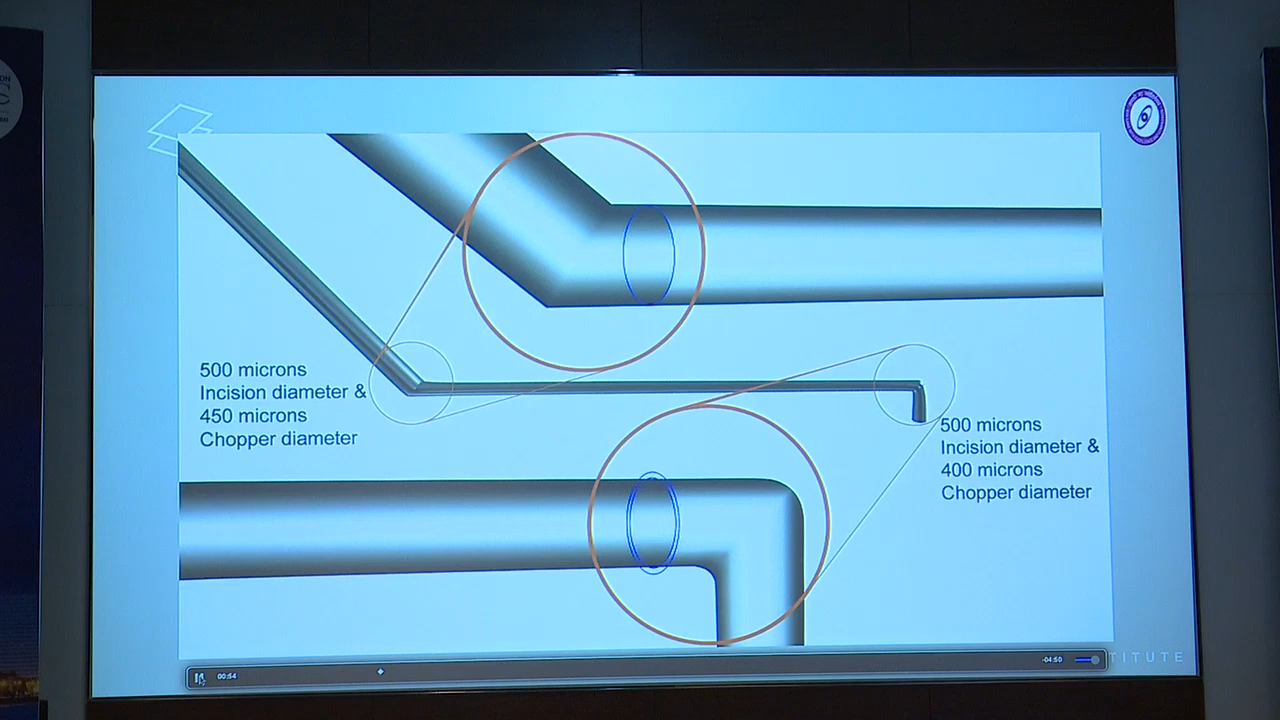 500 microns
Incision diameter &
450 microns
Chopper diameter
500 microns
Incision diameter &
400 microns
Chopper diameter
00:54
-04:50
TITUTE